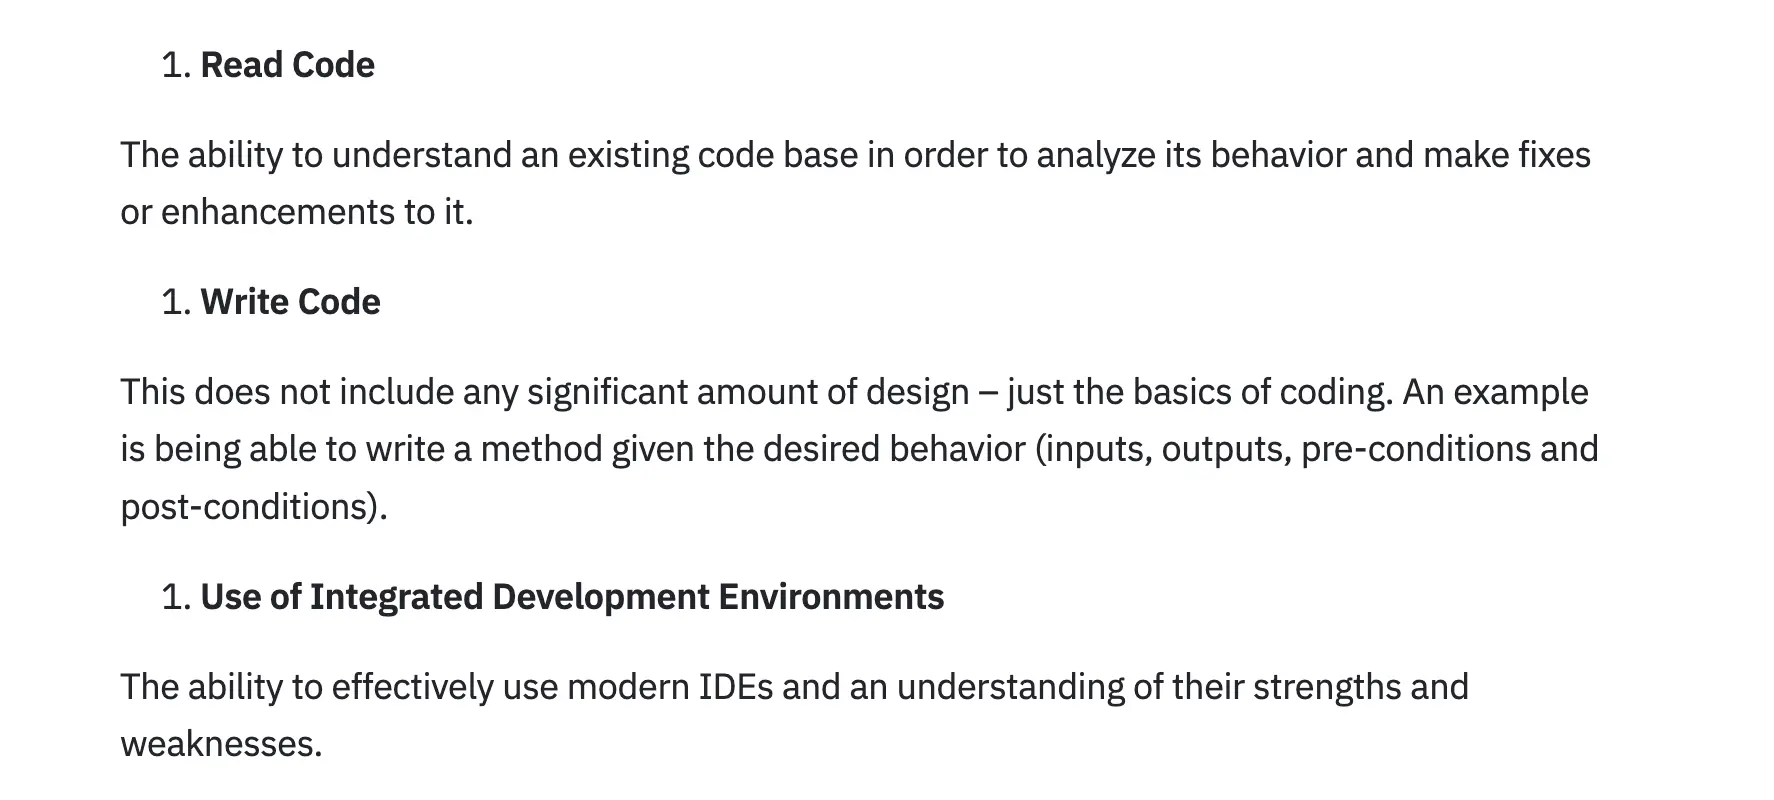 1. Read Code
The ability to understand an existing code base in order to analyze its behavior and make fixes
or enhancements to it.
1. Write Code
This does not include any significant amount of design – just the basics of coding. An example
is being able to write a method given the desired behavior (inputs, outputs, pre-conditions and
post-conditions).
1. Use of Integrated Development Environments
The ability to effectively use modern IDEs and an understanding of their strengths and
weaknesses.